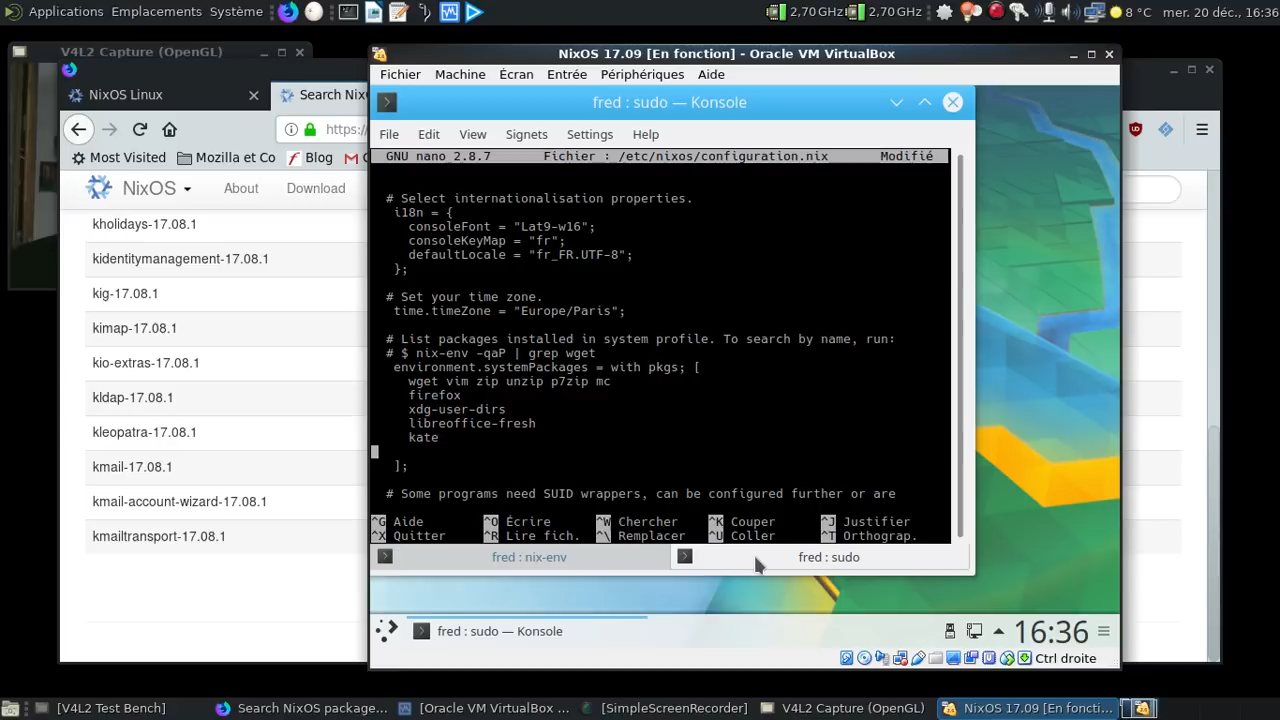 Applications Emplacements Système
2,70 GHz 2,70 GHz 8 °C mer. 20 déc., 16:36
V4L2 Capture (OpenGL)
NixOS 17.09 [En fonction] - Oracle VM VirtualBox
Fichier Machine Écran Entrée Périphériques Aide
NixOS Linux
Search Nix
https:/
Most Visited Mozilla et Co Blog
NixOS About Download
kholidays-17.08.1
kidentitymanagement-17.08.1
kig-17.08.1
kimap-17.08.1
kio-extras-17.08.1
kldap-17.08.1
kleopatra-17.08.1
kmail-17.08.1
kmail-account-wizard-17.08.1
kmailtransport-17.08.1
fred : sudo — Konsole
File Edit View Signets Settings Help
GNU nano 2.8.7 Fichier : /etc/nixos/configuration.nix Modifié
# Select internationalisation properties.
i18n = {
consoleFont = "Lat9-w16";
consoleKeyMap = "fr";
defaultLocale = "fr_FR.UTF-8";
};
# Set your time zone.
time.timeZone = "Europe/Paris";
# List packages installed in system profile. To search by name, run:
# $ nix-env -qaP | grep wget
environment.systemPackages = with pkgs; [
wget vim zip unzip p7zip mc
firefox
xdg-user-dirs
libreoffice-fresh
kate
];
# Some programs need SUID wrappers, can be configured further or are
^G Aide ^O Écrire ^W Chercher ^K Couper ^J Justifier
^X Quitter ^R Lire fich. ^\ Remplacer ^U Coller ^T Orthograp.
fred : nix-env fred : sudo
fred : sudo — Konsole 16:36
Ctrl droite
[V4L2 Test Bench] Search NixOS package... [Oracle VM VirtualBox ... [SimpleScreenRecorder] V4L2 Capture (OpenGL) NixOS 17.09 [En foncti...